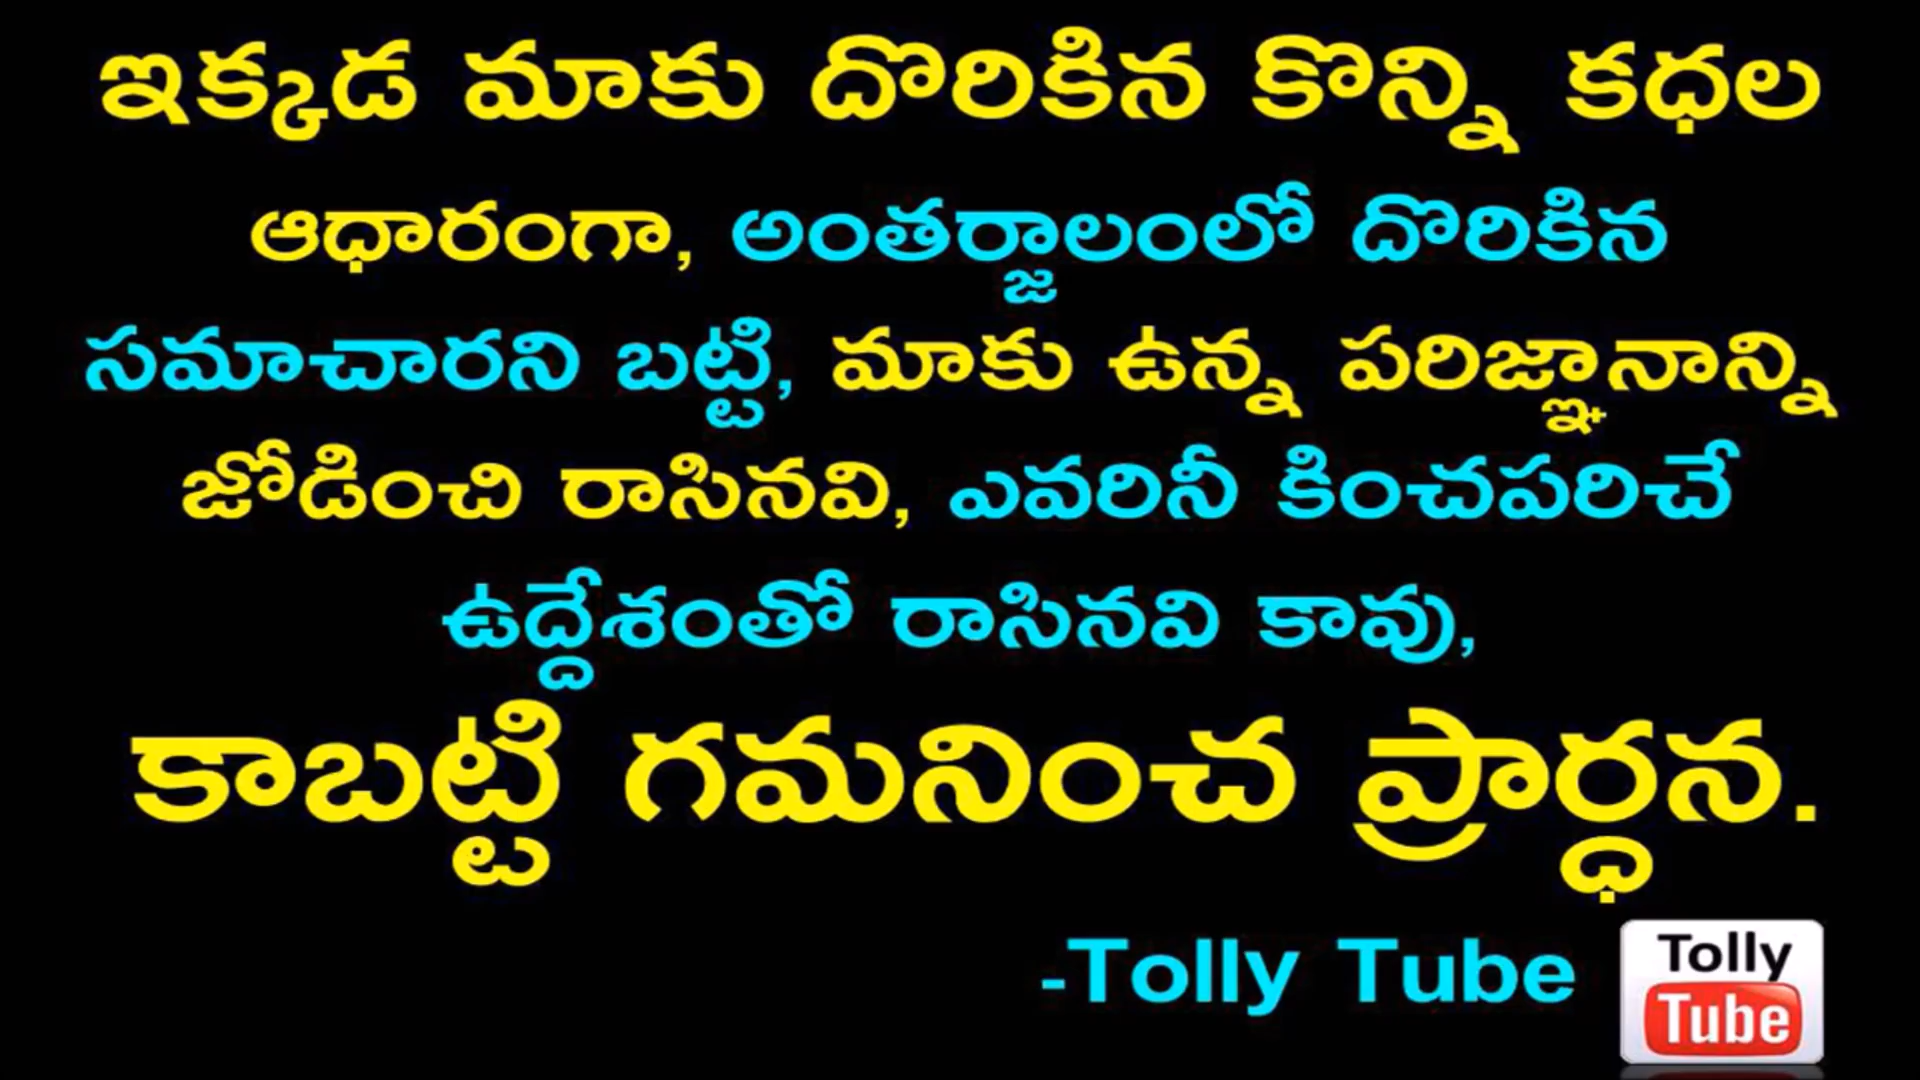 ఇక్కడ మాకు దొరికిన కొన్ని కధల
ఆధారంగా, అంతర్జాలంలో దొరికిన
సమాచారని బట్టి, మాకు ఉన్న పరిజ్ఞానాన్ని
జోడించి రాసినవి, ఎవరినీ కించపరిచే
ఉద్దేశంతో రాసినవి కావు,
కాబట్టి గమనించ ప్రార్ధన.
-Tolly Tube
Tolly
Tube